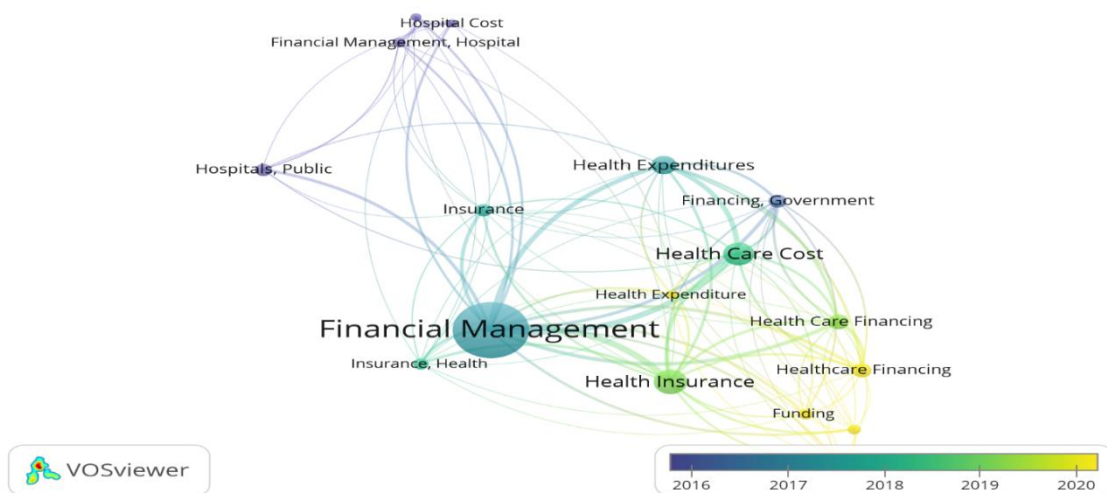 Hospital Cost
Financial Management, Hospital
Hospitals, Public
Health Expenditures
Financing, Government
Insurance
Health Care Cost
Health Expenditure
Financial Management
Health Care Financing
Insurance, Health
Healthcare Financing
Health Insurance
Funding
VOSviewer
2016 2017 2018 2019 2020